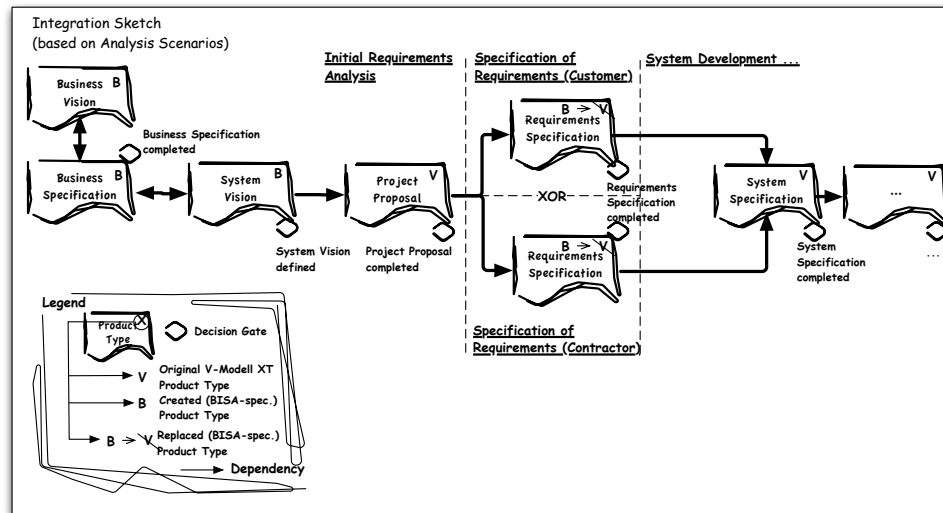 Integration Sketch
(based on Analysis Scenarios)
Initial Requirements
Analysis
Specification of
Requirements (Customer)
System Development ...
Business
Vision
B
Business Specification
completed
Business
Specification
B
System
Vision
B
System Vision
defined
Project
Proposal
V
Project Proposal
completed
B → V
Requirements
Specification
XOR
Requirements
Specification
completed
B → V
Requirements
Specification
Specification of
Requirements (Contractor)
System
Specification
V
System
Specification
completed
...
V
...
Legend
Product
Type
X
Decision Gate
V Original V-Modell XT
Product Type
B Created (BISA-spec.)
Product Type
B → V Replaced (BISA-spec.)
Product Type
Dependency